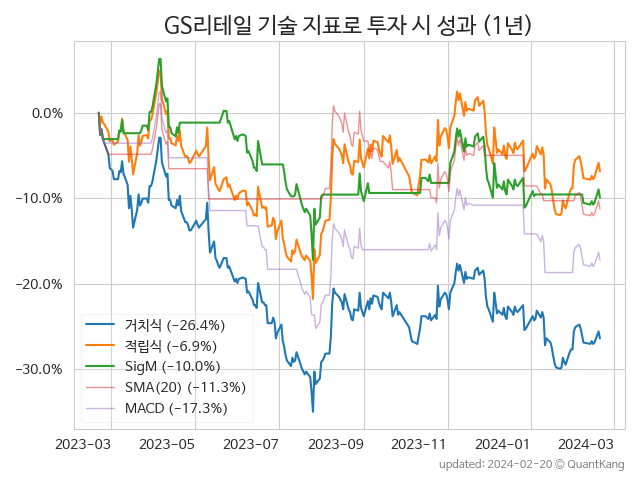 GS리테일 기술 지표로 투자 시 성과 (1년)
0.0%
−10.0%
−20.0%
−30.0%
거치식 (−26.4%)
적립식 (−6.9%)
SigM (−10.0%)
SMA(20) (−11.3%)
MACD (−17.3%)
2023-03 2023-05 2023-07 2023-09 2023-11 2024-01 2024-03
updated: 2024-02-20 © QuantKang